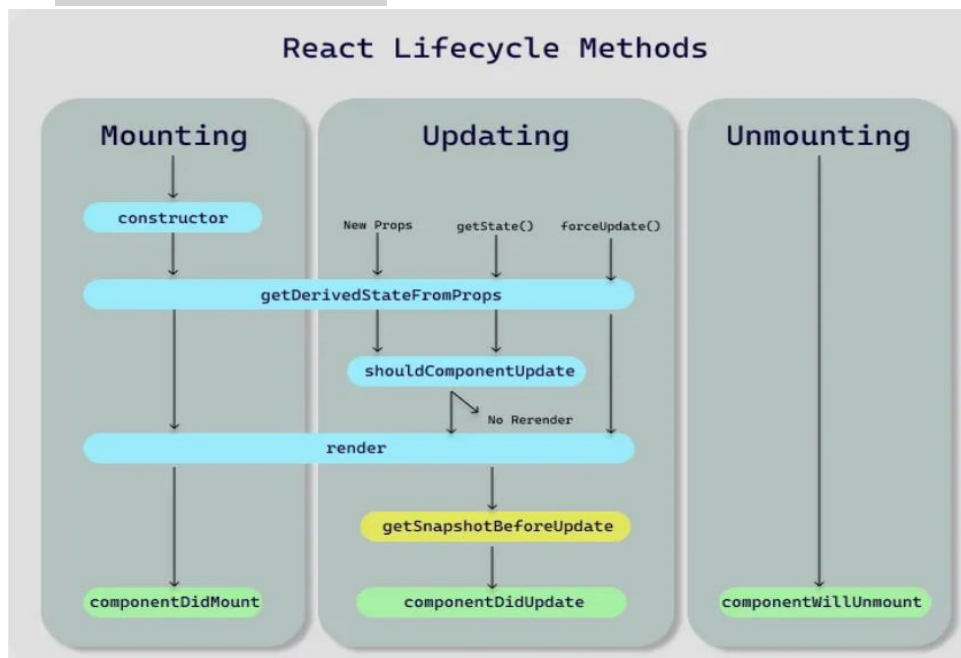 React Lifecycle Methods
Mounting
Updating
Unmounting
constructor
New Props
getState()
forceUpdate()
getDerivedStateFromProps
shouldComponentUpdate
No Rerender
render
getSnapshotBeforeUpdate
componentDidMount
componentDidUpdate
componentWillUnmount